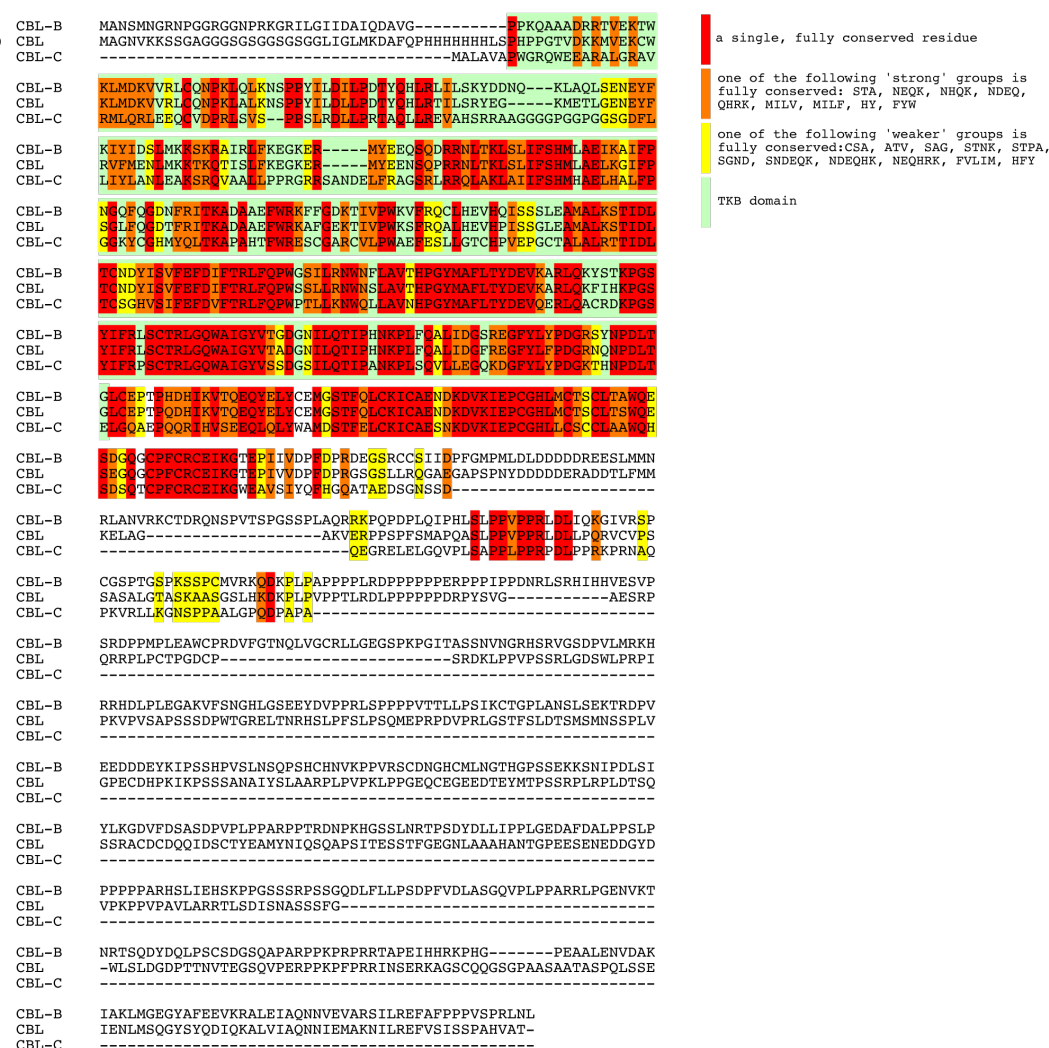 CBL-B MANSMNGRNPGGRGGNPRKGRILGIIDAIQDAVG----------PPKQAAADRRTVEKTW
CBL MAGNVKKSSGAGGGSGSGGSGSGGLIGLMKDAFQPHHHHHHHLSPHPPGTVDKKMVEKCW
CBL-C --------------------------------------MALAVAPWGRQWEEARALGRAV
CBL-B KLMDKVVRLCQNPKLQLKNSPPYILDILPDTYQHLRLILSKYDDNQ---KLAQLSENEYF
CBL KLMDKVVRLCQNPKLALKNSPPYILDLLPDTYQHLRTILSRYEG----KMETLGENEYF
CBL-C RMLQRLEEQCVDPRLSVS--PPSLRDLLPRTAQLLREVAHSRRAAGGGGPGGPGGSGDFL
CBL-B KIYIDSLMKKSKRAIRLFKEGKER-----MYEEQSQDRRNLTKLSLIFSHMLAEIKAIFP
CBL RVFMENLMKKTKQTISLFKEGKER-----MYEENSQPRRNLTKLSLIFSHMLAELKGIFP
CBL-C LIYLANLEAKSRQVAALLPPRGRRSANDELFRAGSRLRRQLAKLAIIFSHMHAELHALFP
CBL-B NGQFQGDNFRITKADAAEFWRKFFGDKTIVPWKVFRQCLHEVHQISSSLEAMALKSTIDL
CBL SGLFQGDTFRITKADAAEFWRKAFGEKTIVPWKSFRQALHEVHPISSGLEAMALKSTIDL
CBL-C GGKYCGHMYQLTKAPAHTFWRESCGARCVLPWAEFESLLGTCHPVEPGCTALALRTTIDL
CBL-B TCNDYISVFEFDIFTRLFQPWGSILRNWNFLAVTHPGYMAFLTYDEVKARLQKYSTKPGS
CBL TCNDYISVFEFDIFTRLFQPWSSLLRNWNSLAVTHPGYMAFLTYDEVKARLQKFIHKPGS
CBL-C TCSGHVSIFEFDVFTRLFQPWPTLLKNWQLLAVNHPGYMAFLTYDEVQERLQACRDKPGS
CBL-B YIFRLSCTRLGQWAIGYVTGDGNILQTIPHNKPLFQALIDGSREGFYLYPDGRSYNPDLT
CBL YIFRLSCTRLGQWAIGYVTADGNILQTIPHNKPLFQALIDGFREGFYLFPDGRNQNPDLT
CBL-C YIFRPSCTRLGQWAIGYVSSDGSILQTIPANKPLSQVLLEGQKDGFYLYPDGKTHNPDLT
CBL-B GLCEPTPHDHIKVTQEQYELYCEMGSTFQLCKICAENDKDVKIEPCGHLMCTSCLTAWQE
CBL GLCEPTPQDHIKVTQEQYELYCEMGSTFQLCKICAENDKDVKIEPCGHLMCTSCLTSWQE
CBL-C ELGQAEPQQRIHVSEEQLQLYWAMDSTFELCKICAESNKDVKIEPCGHLLCSCCLAAWQH
CBL-B SDGQGCPFCRCEIKGTEPIIVDPFDPRDEGSRCCSIIDPFGMPMLDLDDDDDREESLMMN
CBL SEGQGCPFCRCEIKGTEPIVVDPFDPRGSGSLLRQGAEGAPSPNYDDDDDERADDTLFMM
CBL-C SDSQTCPFCRCEIKGWEAVSIYQFHGQATAEDSGNSSD----------------------
CBL-B RLANVRKCTDRQNSPVTSPGSSPLAQRRKPQPDPLQIPHLSLPPVPPRLDLIQKGIVRSP
CBL KELAG-------------------AKVERPPSPFSMAPQASLPPVPPRLDLLPQRVCVPS
CBL-C ---------------------------QEGRELELGQVPLSAPPLPPRPDLPPRKPRNAQ
CBL-B CGSPTGSPKSSPCMVRKQDKPLPAPPPPLRDPPPPPPERPPPIPPDNRLSRHIHHVESVP
CBL SASALGTASKAASGSLHKDKPLPVPPTLRDLPPPPPPDRPYSVG----------AESRP
CBL-C PKVRLLKGNSPPAALGPQDPAPA-------------------------------------
CBL-B SRDPPMPLEAWCPRDVFGTNQLVGCRLLGEGSPKPGITASSNVNGRHSRVGSDPVLMRKH
CBL QRRPLPCTPGDCP-------------------------SRDKLPPVPSSRLGDSWLPRPI
CBL-C ------------------------------------------------------------
CBL-B RRHDLPLEGAKVFSNGHLGSEEYDVPPRLSPPPPVTTLLPSIKCTGPLANSLSEKTRDPV
CBL PKVPVSAPSSSDPWTGRELTNRHSLPFSLPSQMEPRPDVPRLGSTFSLDTSMSMNSSPLV
CBL-C ------------------------------------------------------------
CBL-B EEDDDEYKIPSSHPVSLNSQPSHCHNVKPPVRSCDNGHCMLNGTHGPSSEKKSNIPDLSI
CBL GPECDHPKIKPSSSANAIYSLAARPLPVPKLPPGEQCEGEEDTEYMTPSSRPLRPLDTSQ
CBL-C ------------------------------------------------------------
CBL-B YLKGDVFDSASDPVPLPPARPPTRDNPKHGSSLNRTPSDYDLLIPPLGEDAFDALPPSLP
CBL SSRACDCDQQIDSCTYEAMYNIQSQAPSITESSTFGEGNLAAAHANTGPEESENEDDGYD
CBL-C ------------------------------------------------------------
CBL-B PPPPPARHSLIEHSKPPGSSSRPSSGQDLFLLPSDPFVDLASGQVPLPPARRLPGENVKT
CBL VPKPPVPAVLARRTLSDISNASSSFG----------------------------------
CBL-C ------------------------------------------------------------
CBL-B NRTSQDYDQLPSCSDGSQAPARPPKPRPRRTAPEIHHRKPHG-------PEAALENVDAK
CBL -WLSLDGDPTTNVTEGSQVPERPPKPFPRRINSERKAGSCQQGSGPAASAATASPQLSSE
CBL-C ------------------------------------------------------------
CBL-B IAKLMGEGYAFEEVKRALEIAQNNVEVARSILREFAFPPPVSPRLNL
CBL IENLMSQGYSYQDIQKALVIAQNNIEMAKNILREFVSISSPAHVAT-
CBL-C -----------------------------------------------
a single, fully conserved residue
one of the following 'strong' groups is
fully conserved: STA, NEQK, NHQK, NDEQ,
QHRK, MILV, MILF, HY, FYW
one of the following 'weaker' groups is
fully conserved:CSA, ATV, SAG, STNK, STPA,
SGND, SNDEQK, NDEQHK, NEQHRK, FVLIM, HFY
TKB domain